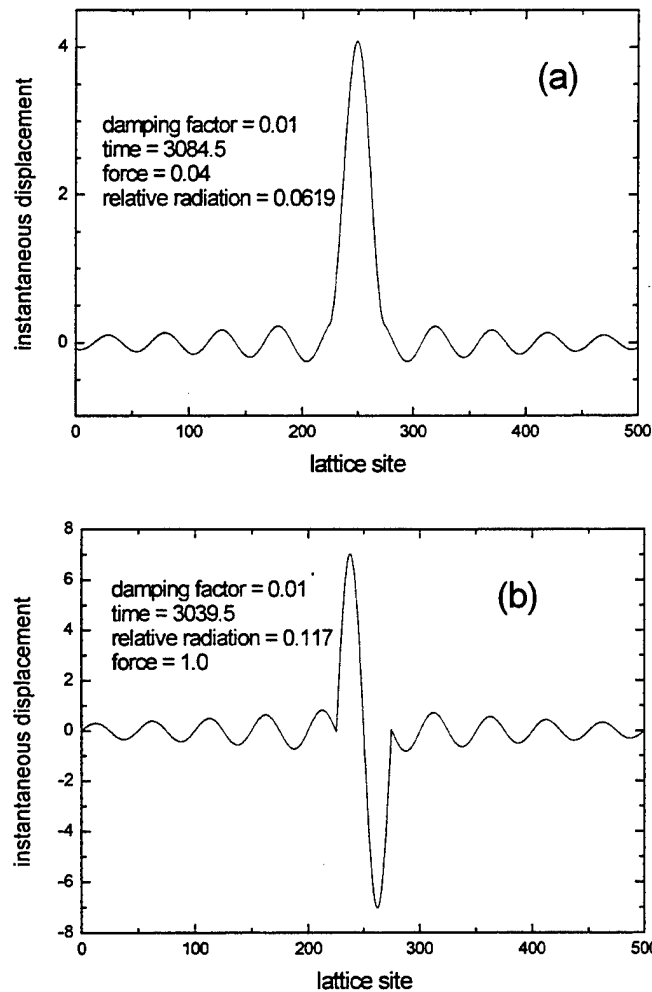 (a)
damping factor = 0.01
time = 3084.5
force = 0.04
relative radiation = 0.0619
instantaneous displacement
4
2
0
0 100 200 300 400 500
lattice site
(b)
damping factor = 0.01
time = 3039.5
relative radiation = 0.117
force = 1.0
instantaneous displacement
8
6
4
2
0
-2
-4
-6
-8
0 100 200 300 400 500
lattice site